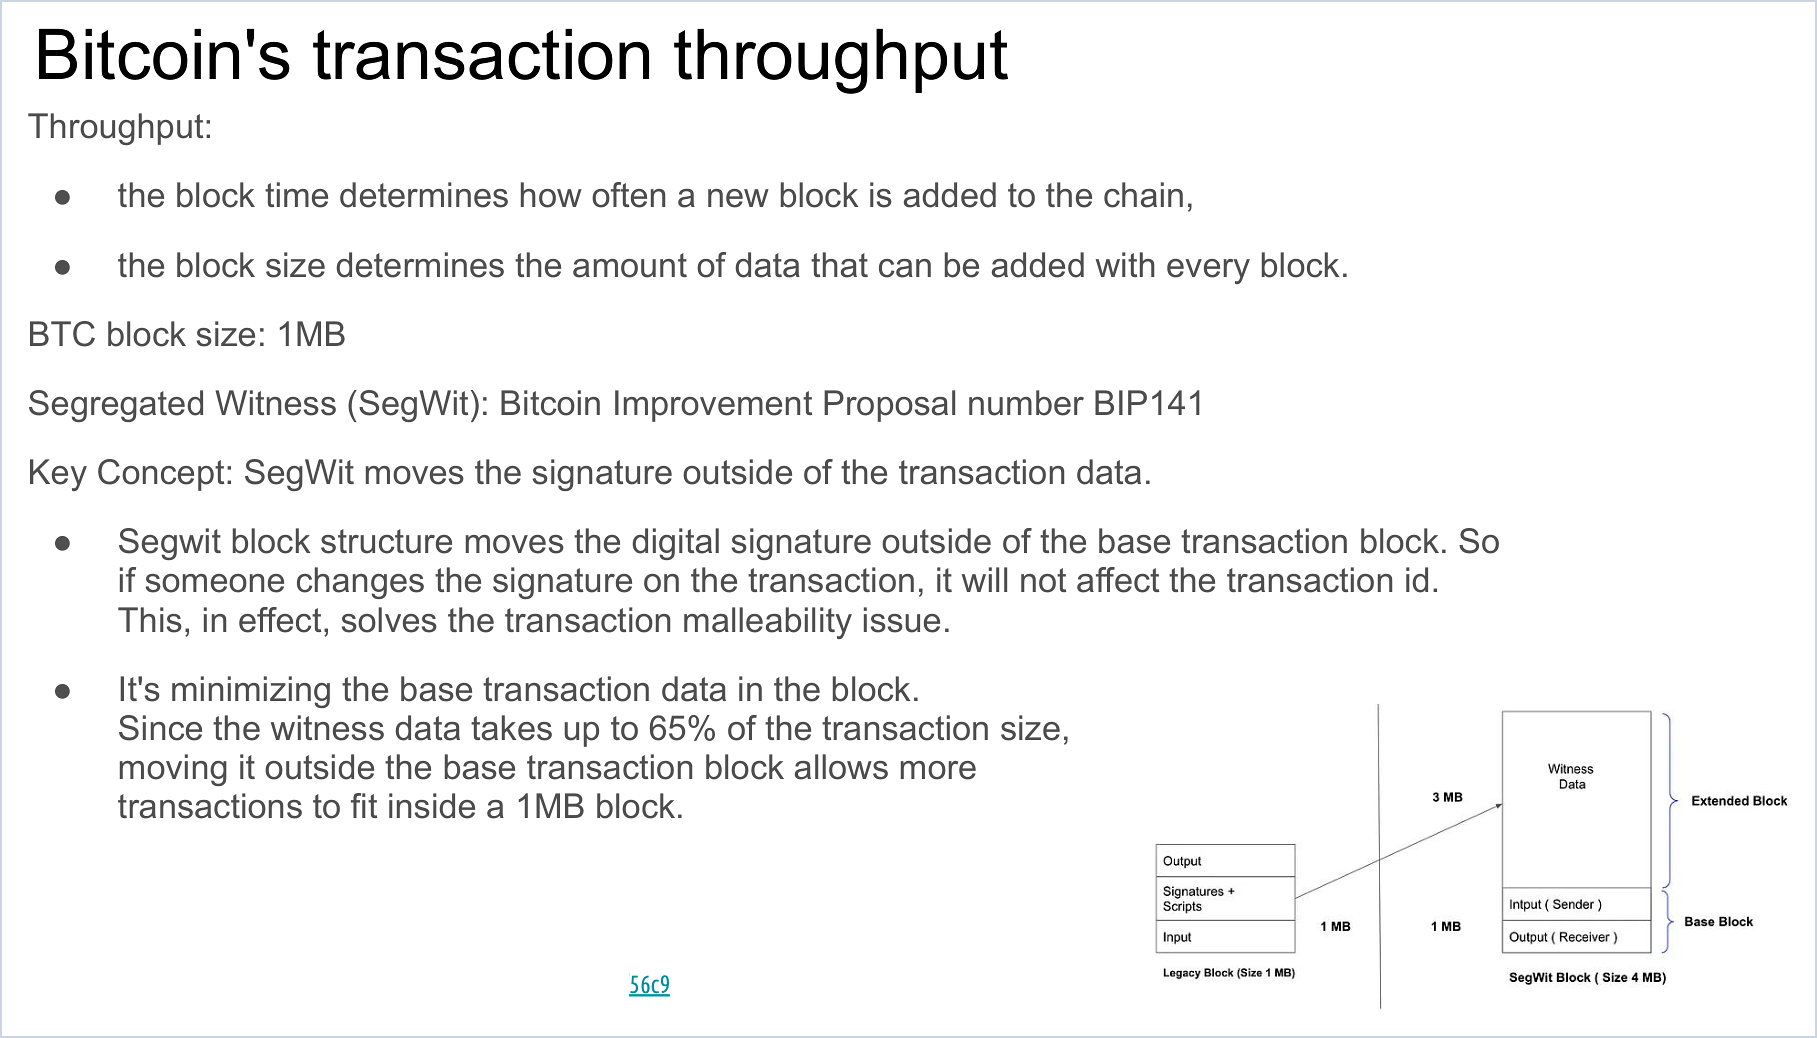 Bitcoin's transaction throughput
Throughput:
● the block time determines how often a new block is added to the chain,
● the block size determines the amount of data that can be added with every block.
BTC block size: 1MB
Segregated Witness (SegWit): Bitcoin Improvement Proposal number BIP141
Key Concept: SegWit moves the signature outside of the transaction data.
● Segwit block structure moves the digital signature outside of the base transaction block. So
if someone changes the signature on the transaction, it will not affect the transaction id.
This, in effect, solves the transaction malleability issue.
● It's minimizing the base transaction data in the block.
Since the witness data takes up to 65% of the transaction size,
moving it outside the base transaction block allows more
transactions to fit inside a 1MB block.
Output
Signatures +
Scripts
Input
1 MB
Legacy Block (Size 1 MB)
3 MB
1 MB
Witness
Data
Intput ( Sender )
Output ( Receiver )
Extended Block
Base Block
SegWit Block ( Size 4 MB)
56c9